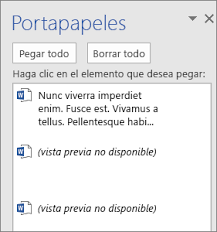 Portapapeles
Pegar todo Borrar todo
Haga clic en el elemento que desea pegar:
Nunc viverra imperdiet
enim. Fusce est. Vivamus a
tellus. Pellentesque habi...
(vista previa no disponible)
(vista previa no disponible)